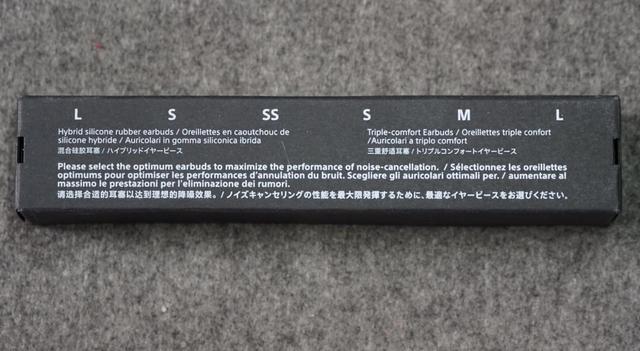 L S SS S M L
Hybrid silicone rubber earbuds / Oreillettes en caoutchouc de
silicone hybride / Auricolari in gomma siliconica ibrida
混合硅胶耳塞 / ハイブリッドイヤーピース
Triple-comfort Earbuds / Oreillettes triple confort
/Auricolari a triplo comfort
三重舒适耳塞 / トリプルコンフォートイヤーピース
Please select the optimum earbuds to maximize the performance of noise-cancellation. / Sélectionnez les oreillettes
optimums pour optimiser les performances d'annulation du bruit. Scegliere gli auricolari ottimali per. / aumentare al
massimo le prestazioni per l'eliminazione dei rumori.
请选择合适的耳塞以达到理想的降噪效果。/ ノイズキャンセリングの性能を最大限発揮するために、最適なイヤーピースをお選びください。